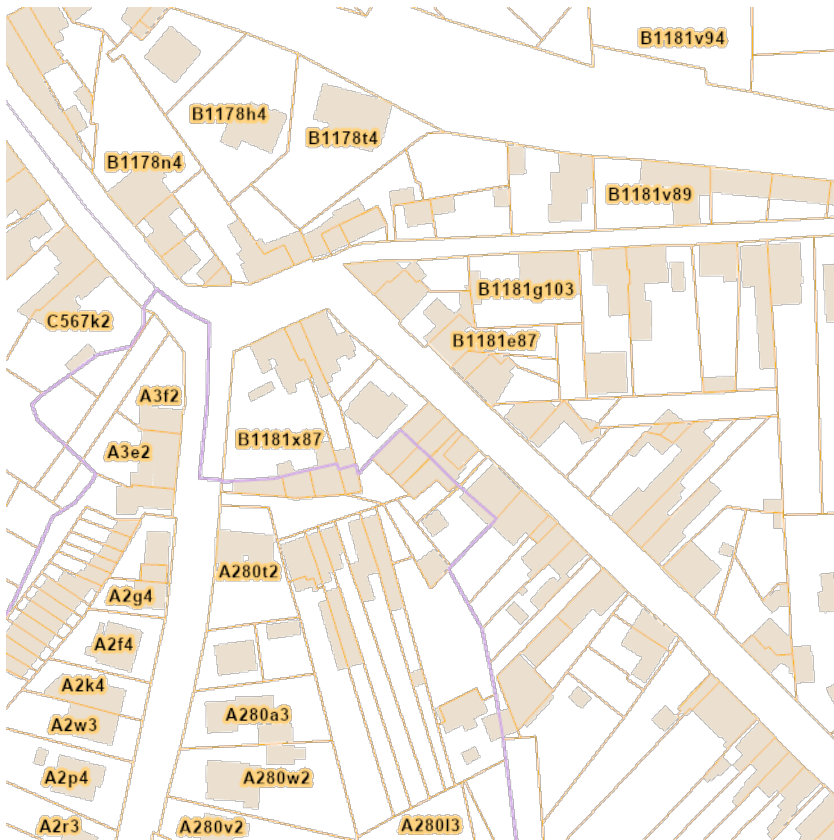 B1181v94
B1178h4
B1178t4
B1178n4
B1181v89
B1181g103
C567k2
B1181e87
A3f2
B1181x87
A3e2
A280t2
A2g4
A2f4
A2k4
A280a3
A2w3
A2p4
A280w2
A2r3
A280v2
A280l3